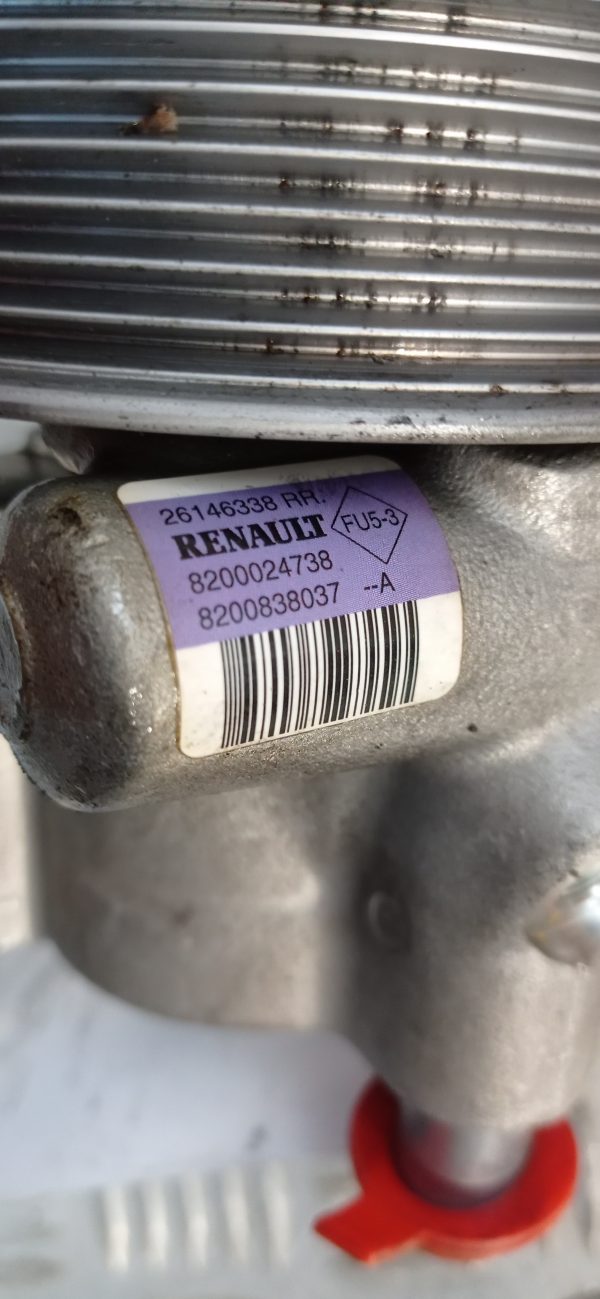 26146338 RR.
RENAULT
FU5-3
8200024738
8200838037 --A